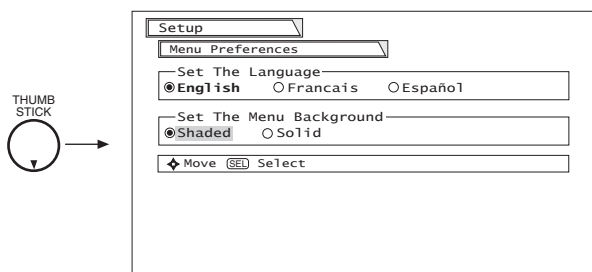 Setup
Menu Preferences
Set The Language
English Francais Español
Set The Menu Background
Shaded Solid
Move SEL Select
THUMB
STICK